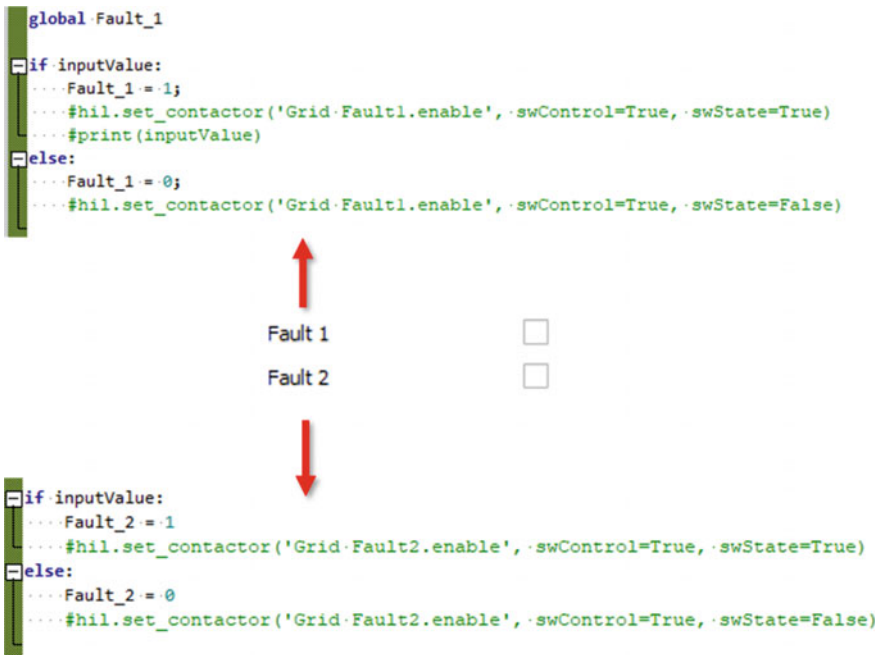 global Fault_1
if inputValue:
    Fault_1 = 1;
    #hil.set_contactor('Grid Fault1.enable', swControl=True, swState=True)
    #print(inputValue)
else:
    Fault_1 = 0;
    #hil.set_contactor('Grid Fault1.enable', swControl=True, swState=False)
Fault 1
Fault 2
if inputValue:
    Fault_2 = 1
    #hil.set_contactor('Grid Fault2.enable', swControl=True, swState=True)
else:
    Fault_2 = 0
    #hil.set_contactor('Grid Fault2.enable', swControl=True, swState=False)